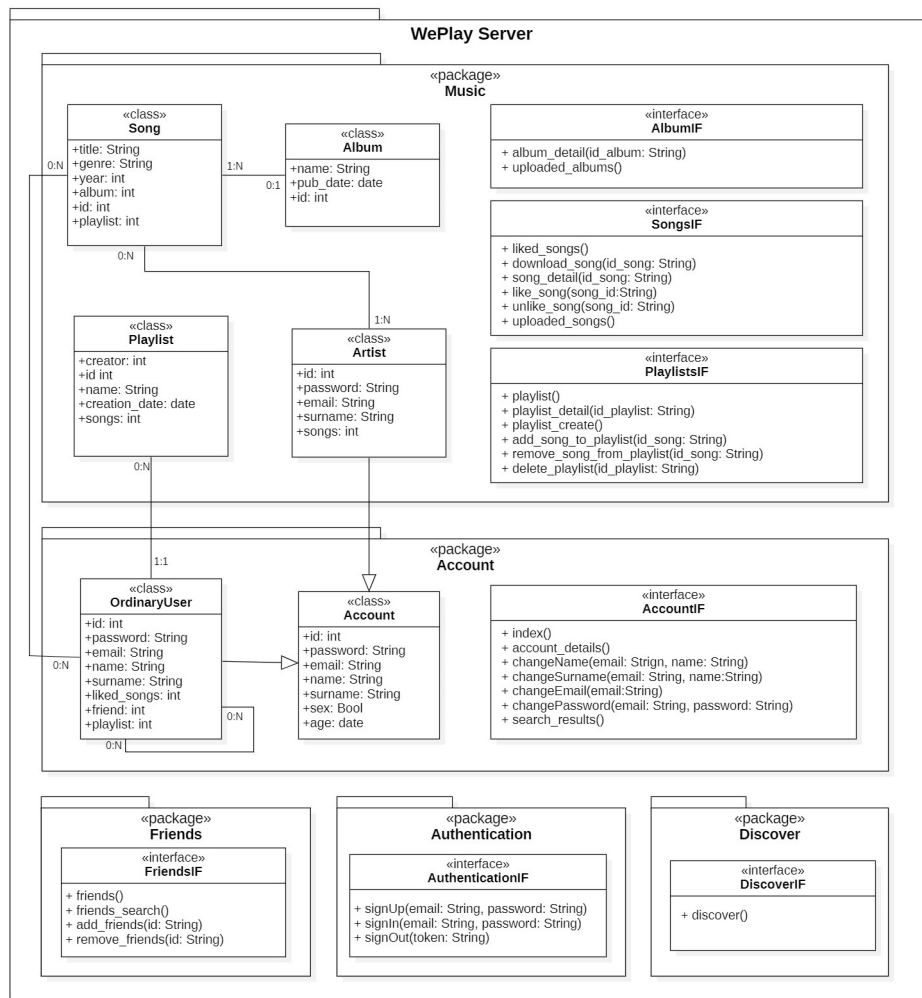 WePlay Server
«package»
Music
«class»
Song
+title: String
+genre: String
+year: int
+album: int
+id: int
+playlist: int
0:N
1:N
0:1
0:N
«class»
Album
+name: String
+pub_date: date
+id: int
«interface»
AlbumIF
+ album_detail(id_album: String)
+ uploaded_albums()
«interface»
SongsIF
+ liked_songs()
+ download_song(id_song: String)
+ song_detail(id_song: String)
+ like_song(song_id:String)
+ unlike_song(song_id: String)
+ uploaded_songs()
«class»
Playlist
+creator: int
+id int
+name: String
+creation_date: date
+songs: int
0:N
1:N
«class»
Artist
+id: int
+password: String
+email: String
+surname: String
+songs: int
«interface»
PlaylistsIF
+ playlist()
+ playlist_detail(id_playlist: String)
+ playlist_create()
+ add_song_to_playlist(id_song: String)
+ remove_song_from_playlist(id_song: String)
+ delete_playlist(id_playlist: String)
«package»
Account
1:1
«class»
OrdinaryUser
+id: int
+password: String
+email: String
+name: String
+surname: String
+liked_songs: int
+friend: int
+playlist: int
0:N
0:N
0:N
«class»
Account
+id: int
+password: String
+email: String
+name: String
+surname: String
+sex: Bool
+age: date
«interface»
AccountIF
+ index()
+ account_details()
+ changeName(email: Strign, name: String)
+ changeSurname(email: String, name:String)
+ changeEmail(email:String)
+ changePassword(email: String, password: String)
+ search_results()
«package»
Friends
«interface»
FriendsIF
+ friends()
+ friends_search()
+ add_friends(id: String)
+ remove_friends(id: String)
«package»
Authentication
«interface»
AuthenticationIF
+ signUp(email: String, password: String)
+ signIn(email: String, password: String)
+ signOut(token: String)
«package»
Discover
«interface»
DiscoverIF
+ discover()